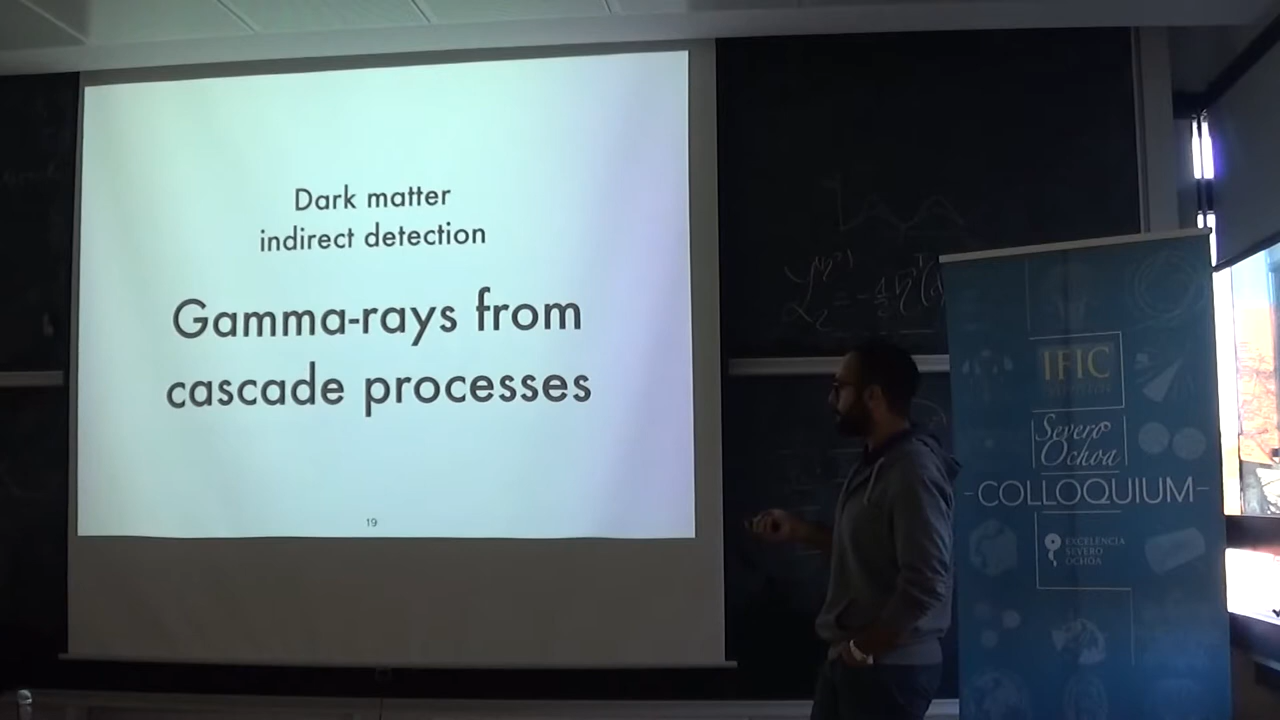 Dark matter
indirect detection
Gamma-rays from
cascade processes
19
IFIC
Severo
Ochoa
-COLLOQUIUM-
EXCELENCIA
SEVERO
OCHOA